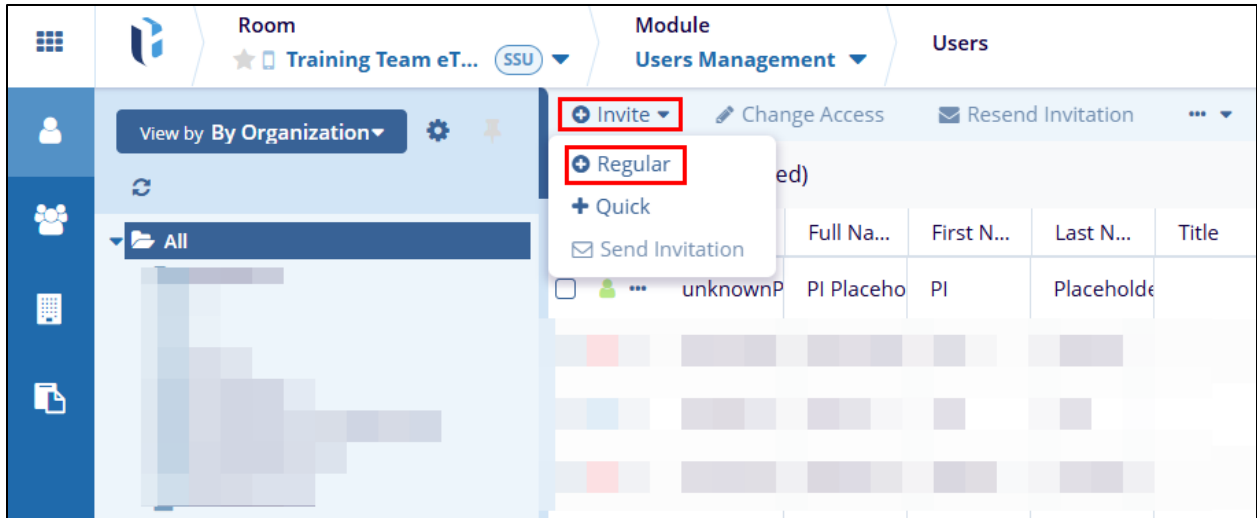 Room
Training Team eT... SSU
Module
Users Management
Users
View by By Organization
Invite
Change Access
Resend Invitation
...
Regular
ed)
Quick
Send Invitation
All
Full Na...
First N...
Last N...
Title
... unknownP
PI Placeho
PI
Placeholde